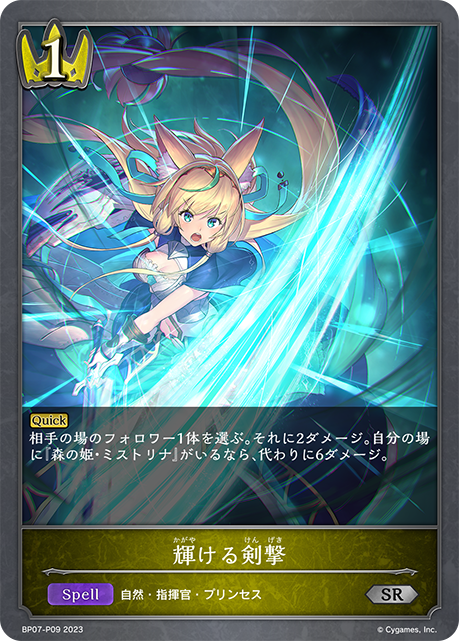 1
Quick
相手の場のフォロワー1体を選ぶ。それに2ダメージ。自分の場
に『森の姫・ミストリナ』がいるなら、代わりに6ダメージ。
かがや けん げき
輝ける剣撃
Spell 自然・指揮官・プリンセス SR
BP07-P09 2023 © Cygames, Inc.